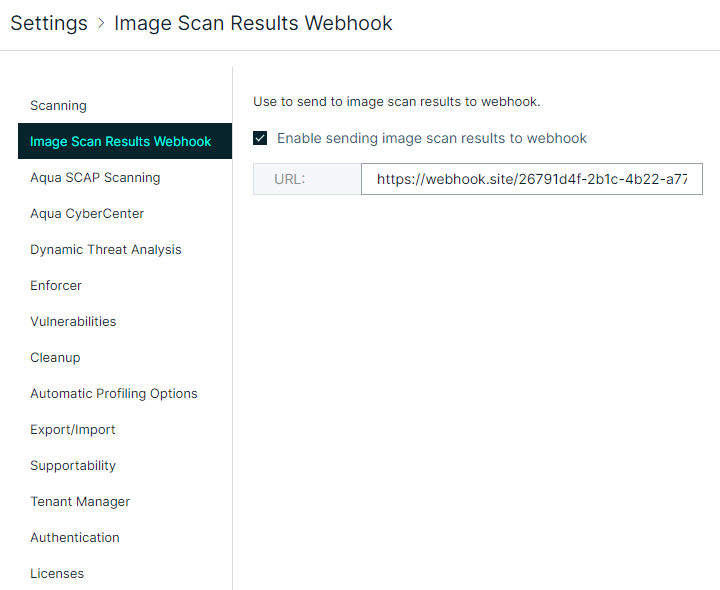 Settings > Image Scan Results Webhook
Scanning
Image Scan Results Webhook
Aqua SCAP Scanning
Aqua CyberCenter
Dynamic Threat Analysis
Enforcer
Vulnerabilities
Cleanup
Automatic Profiling Options
Export/Import
Supportability
Tenant Manager
Authentication
Licenses
Use to send to image scan results to webhook.
Enable sending image scan results to webhook
URL: https://webhook.site/26791d4f-2b1c-4b22-a77